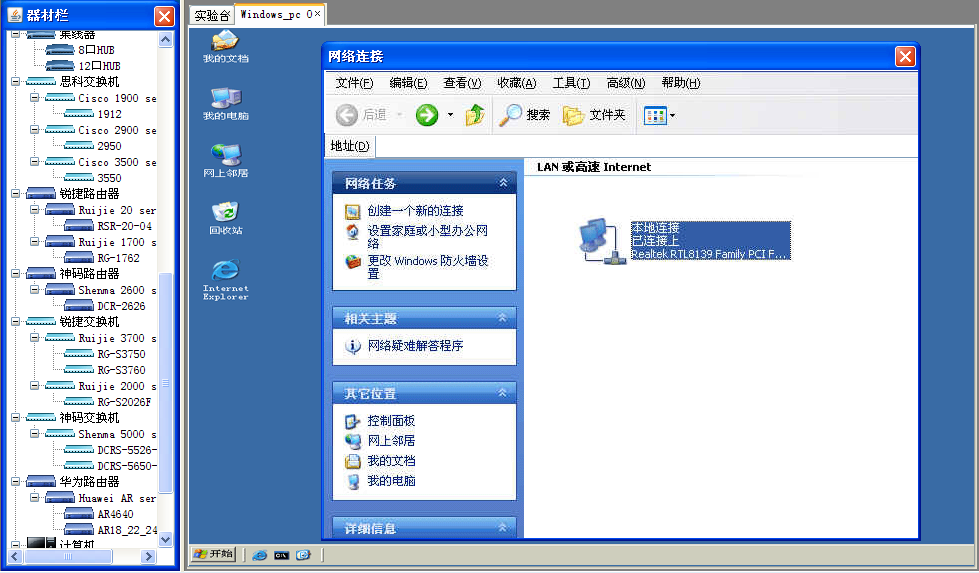 器材栏
集线器
8口HUB
12口HUB
思科交换机
Cisco 1900 se
1912
Cisco 2900 se
2950
Cisco 3500 se
3550
锐捷路由器
Ruijie 20 ser
RSR-20-04
Ruijie 1700 s
RG-1762
神码路由器
Shenma 2600 s
DCR-2626
锐捷交换机
Ruijie 3700 s
RG-S3750
RG-S3760
Ruijie 2000 s
RG-S2026F
神码交换机
Shenma 5000 s
DCRS-5526-
DCRS-5650-
华为路由器
Huawei AR ser
AR4640
AR18_22_24
计算机
实验台 Windows_pc 0×
我的文档
我的电脑
网上邻居
回收站
Internet
Explorer
网络连接
文件(F) 编辑(E) 查看(V) 收藏(A) 工具(T) 高级(N) 帮助(H)
后退 搜索 文件夹
地址(D)
网络任务
创建一个新的连接
设置家庭或小型办公网
络
更改 Windows 防火墙设
置
相关主题
网络疑难解答程序
其它位置
控制面板
网上邻居
我的文档
我的电脑
详细信息
LAN 或高速 Internet
本地连接
已连接上
Realtek RTL8139 Family PCI F...
开始